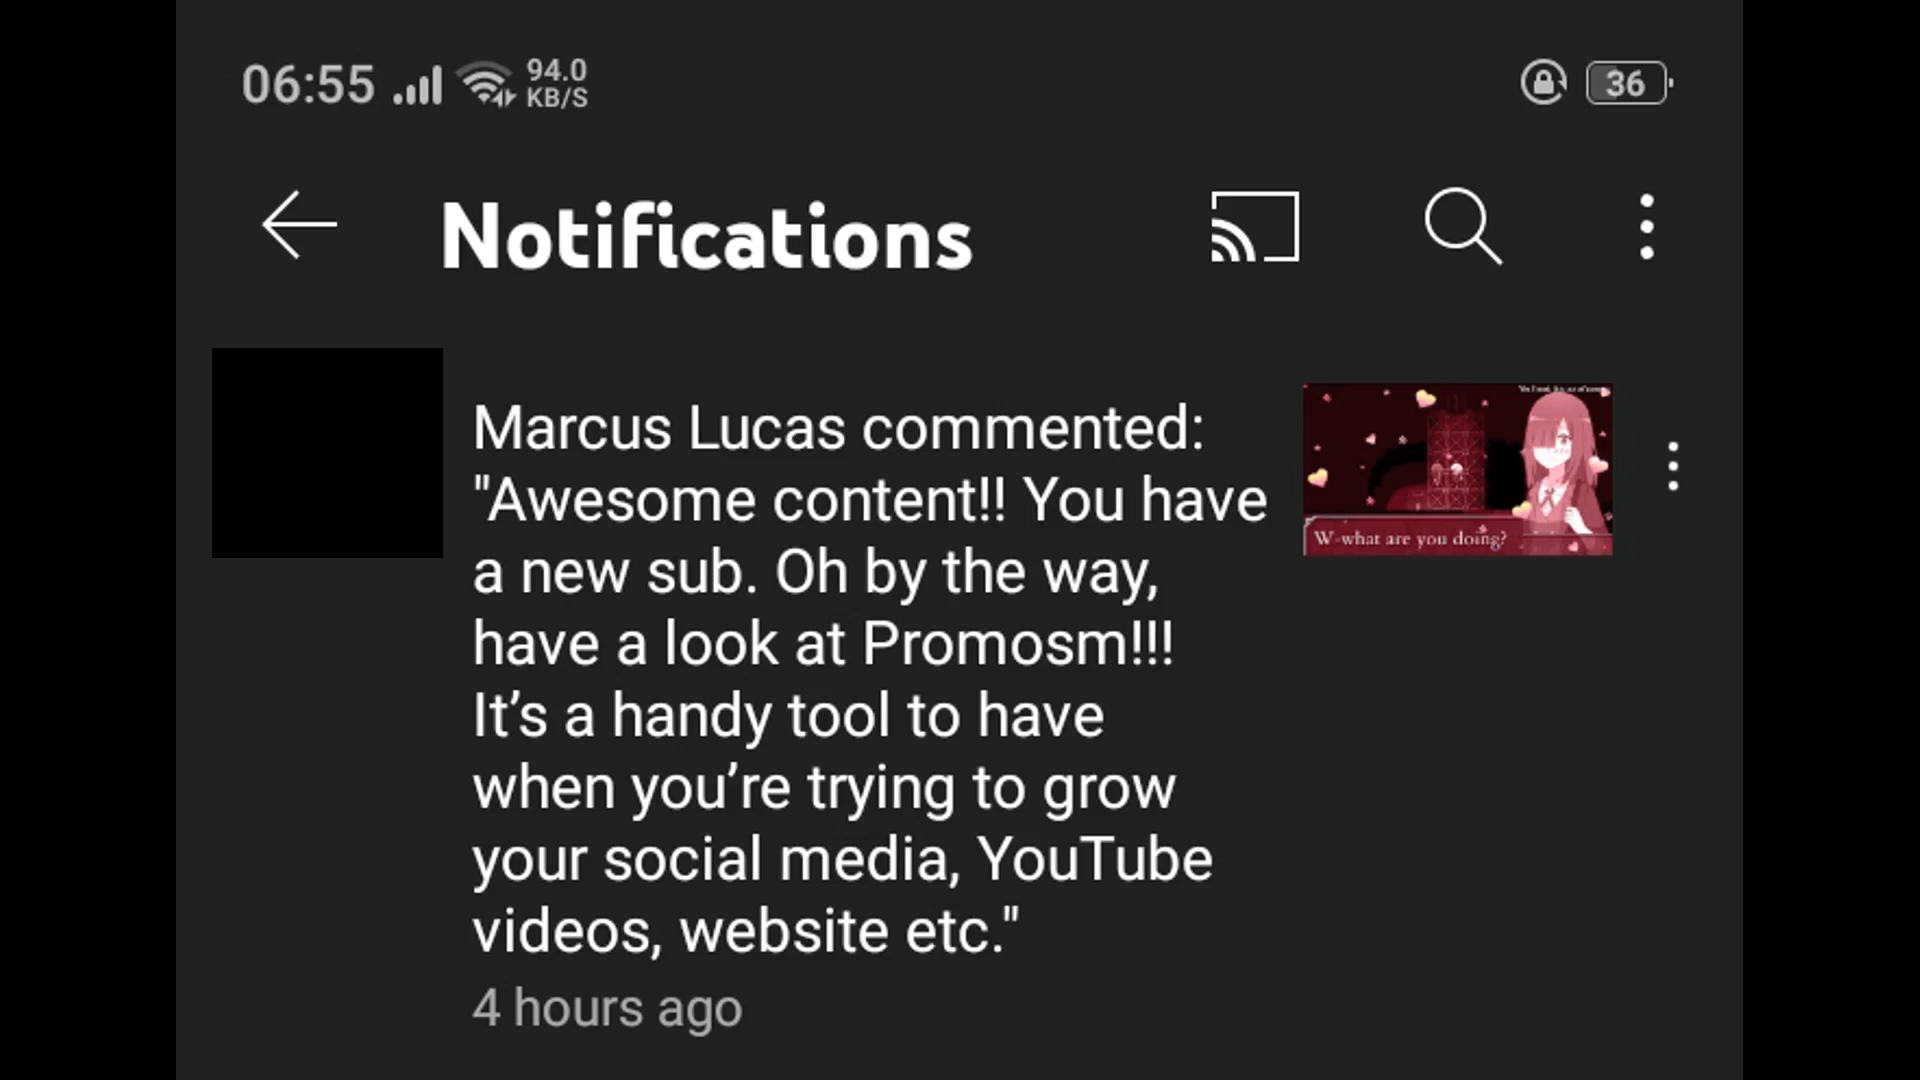 06:55 94.0 KB/S 36
Notifications
Marcus Lucas commented:
"Awesome content!! You have
a new sub. Oh by the way,
have a look at Promosm!!!
It’s a handy tool to have
when you’re trying to grow
your social media, YouTube
videos, website etc."
4 hours ago
W-what are you doing?